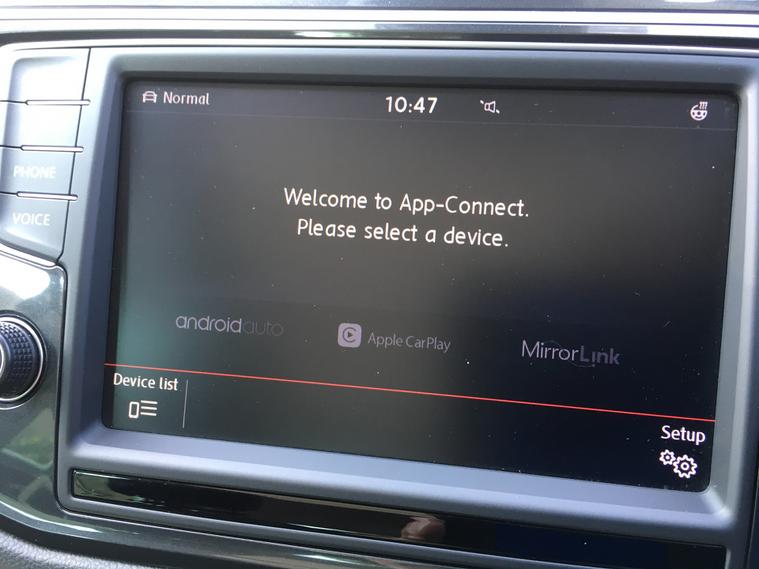 Normal
10:47
PHONE
VOICE
Welcome to App-Connect.
Please select a device.
androidauto
Apple CarPlay
MirrorLink
Device list
Setup